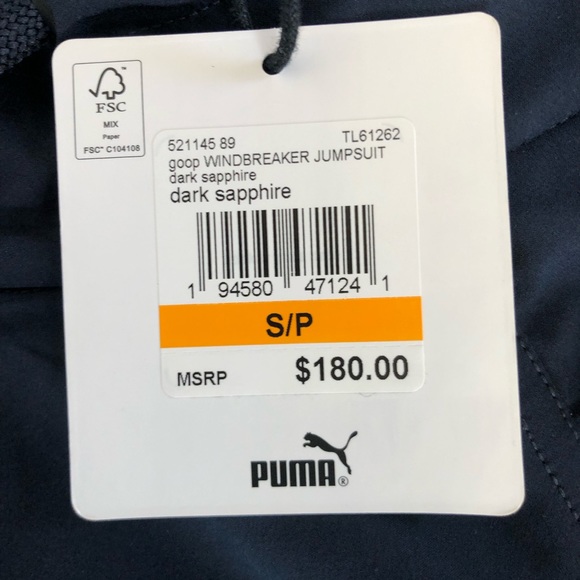 FSC
MIX
Paper
FSC® C104108
521145 89 TL61262
goop WINDBREAKER JUMPSUIT
dark sapphire
dark sapphire
1 94580 47124 1
S/P
MSRP $180.00
PUMA®